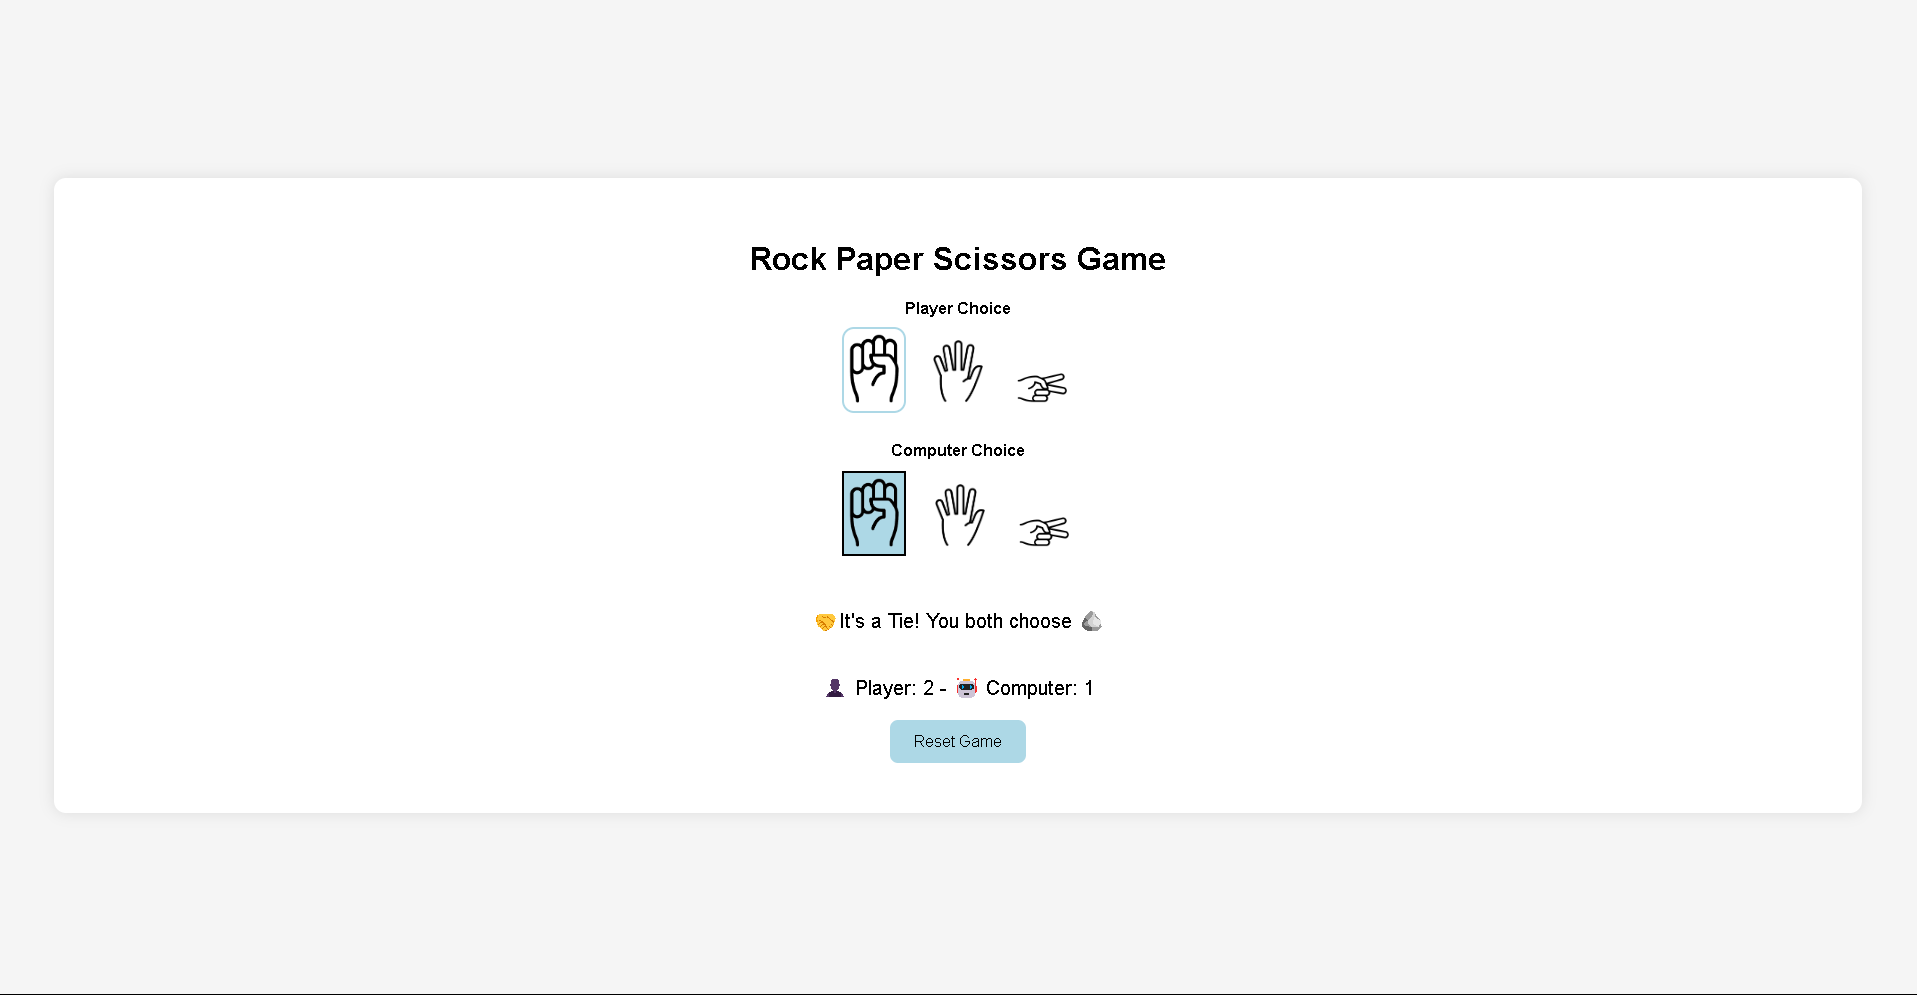 Rock Paper Scissors Game
Player Choice
Computer Choice
🤝It's a Tie! You both choose 🪨
👤 Player: 2 - 🤖 Computer: 1
Reset Game